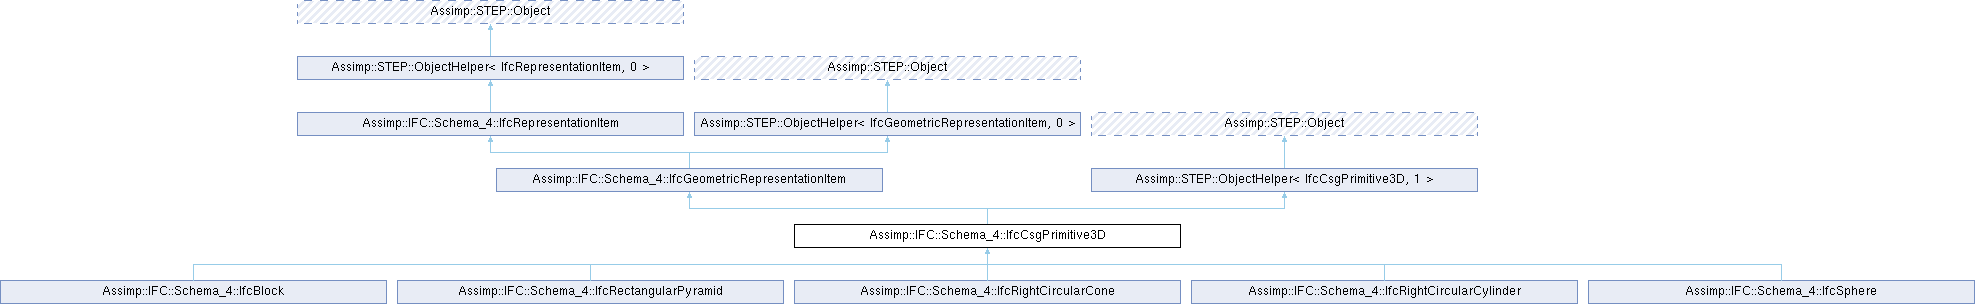 Assimp::STEP::Object
Assimp::STEP::ObjectHelper< IfcRepresentationItem, 0 >
Assimp::STEP::Object
Assimp::IFC::Schema_4::IfcRepresentationItem
Assimp::STEP::ObjectHelper< IfcGeometricRepresentationItem, 0 >
Assimp::STEP::Object
Assimp::IFC::Schema_4::IfcGeometricRepresentationItem
Assimp::STEP::ObjectHelper< IfcCsgPrimitive3D, 1 >
Assimp::IFC::Schema_4::IfcCsgPrimitive3D
Assimp::IFC::Schema_4::IfcBlock
Assimp::IFC::Schema_4::IfcRectangularPyramid
Assimp::IFC::Schema_4::IfcRightCircularCone
Assimp::IFC::Schema_4::IfcRightCircularCylinder
Assimp::IFC::Schema_4::IfcSphere